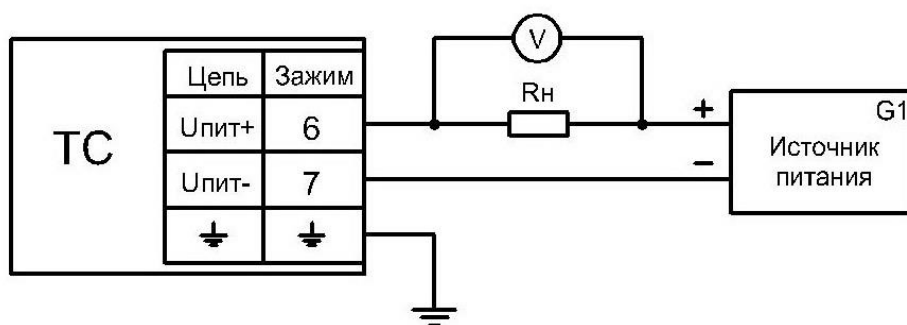 V
Цепь Зажим
Rн
+ G1
ТС
Uпит+ 6
Источник
питания
Uпит- 7
−